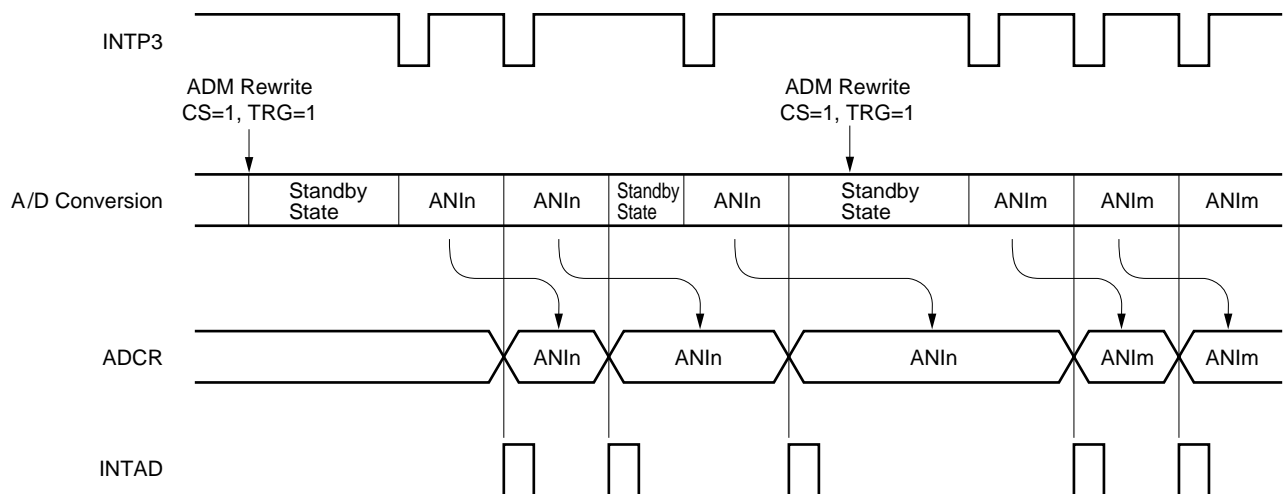 INTP3
ADM Rewrite
CS=1, TRG=1
ADM Rewrite
CS=1, TRG=1
A/D Conversion
Standby
State
ANIn
ANIn
Standby
State
ANIn
Standby
State
ANIm
ANIm
ANIm
ADCR
ANIn
ANIn
ANIn
ANIm
ANIm
INTAD